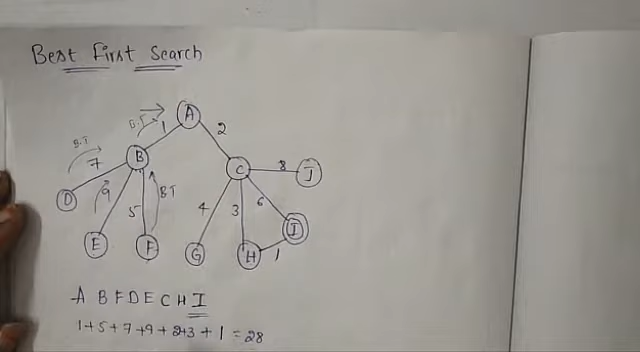 Best First Search
A
B.T
1
2
B.T
7
B
C
8
J
D
9
5
BT
4
3
6
I
E
F
G
H
1
A B F D E C H I
1+5+7+9+2+3+1=28